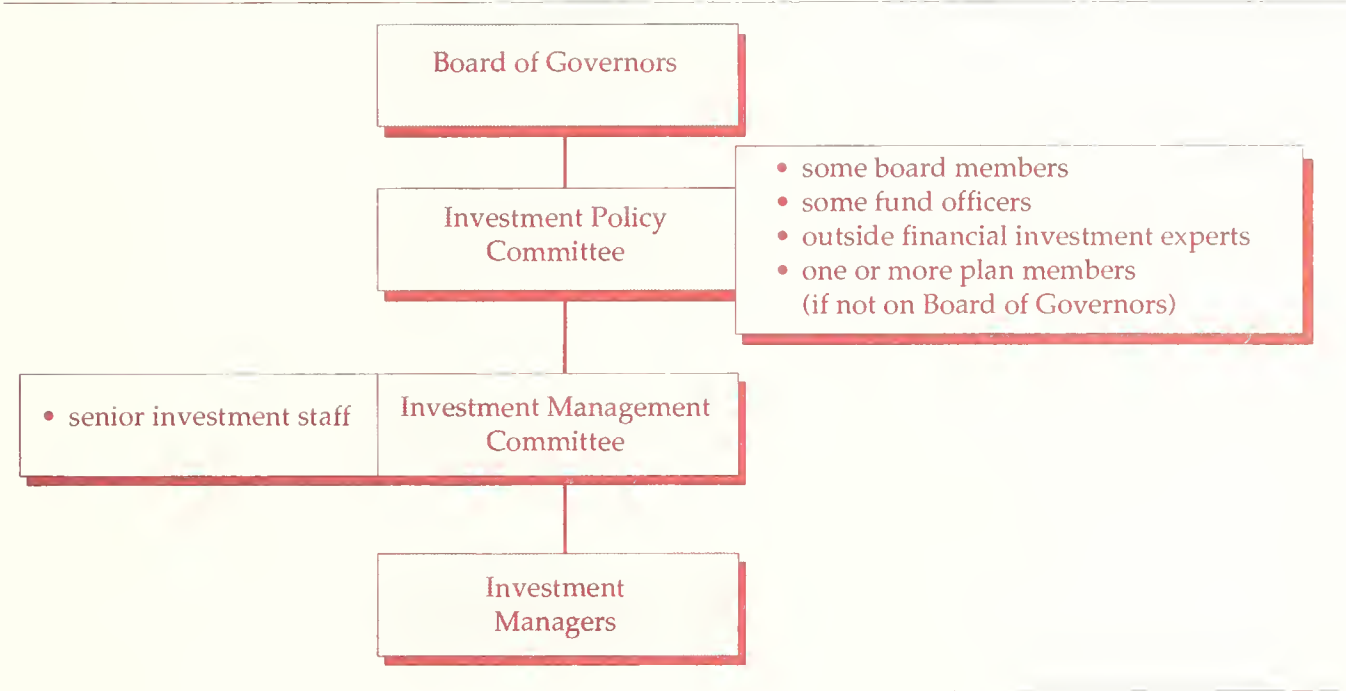 Board of Governors
Investment Policy
Committee
• some board members
• some fund officers
• outside financial investment experts
• one or more plan members
(if not on Board of Governors)
• senior investment staff
Investment Management
Committee
Investment
Managers